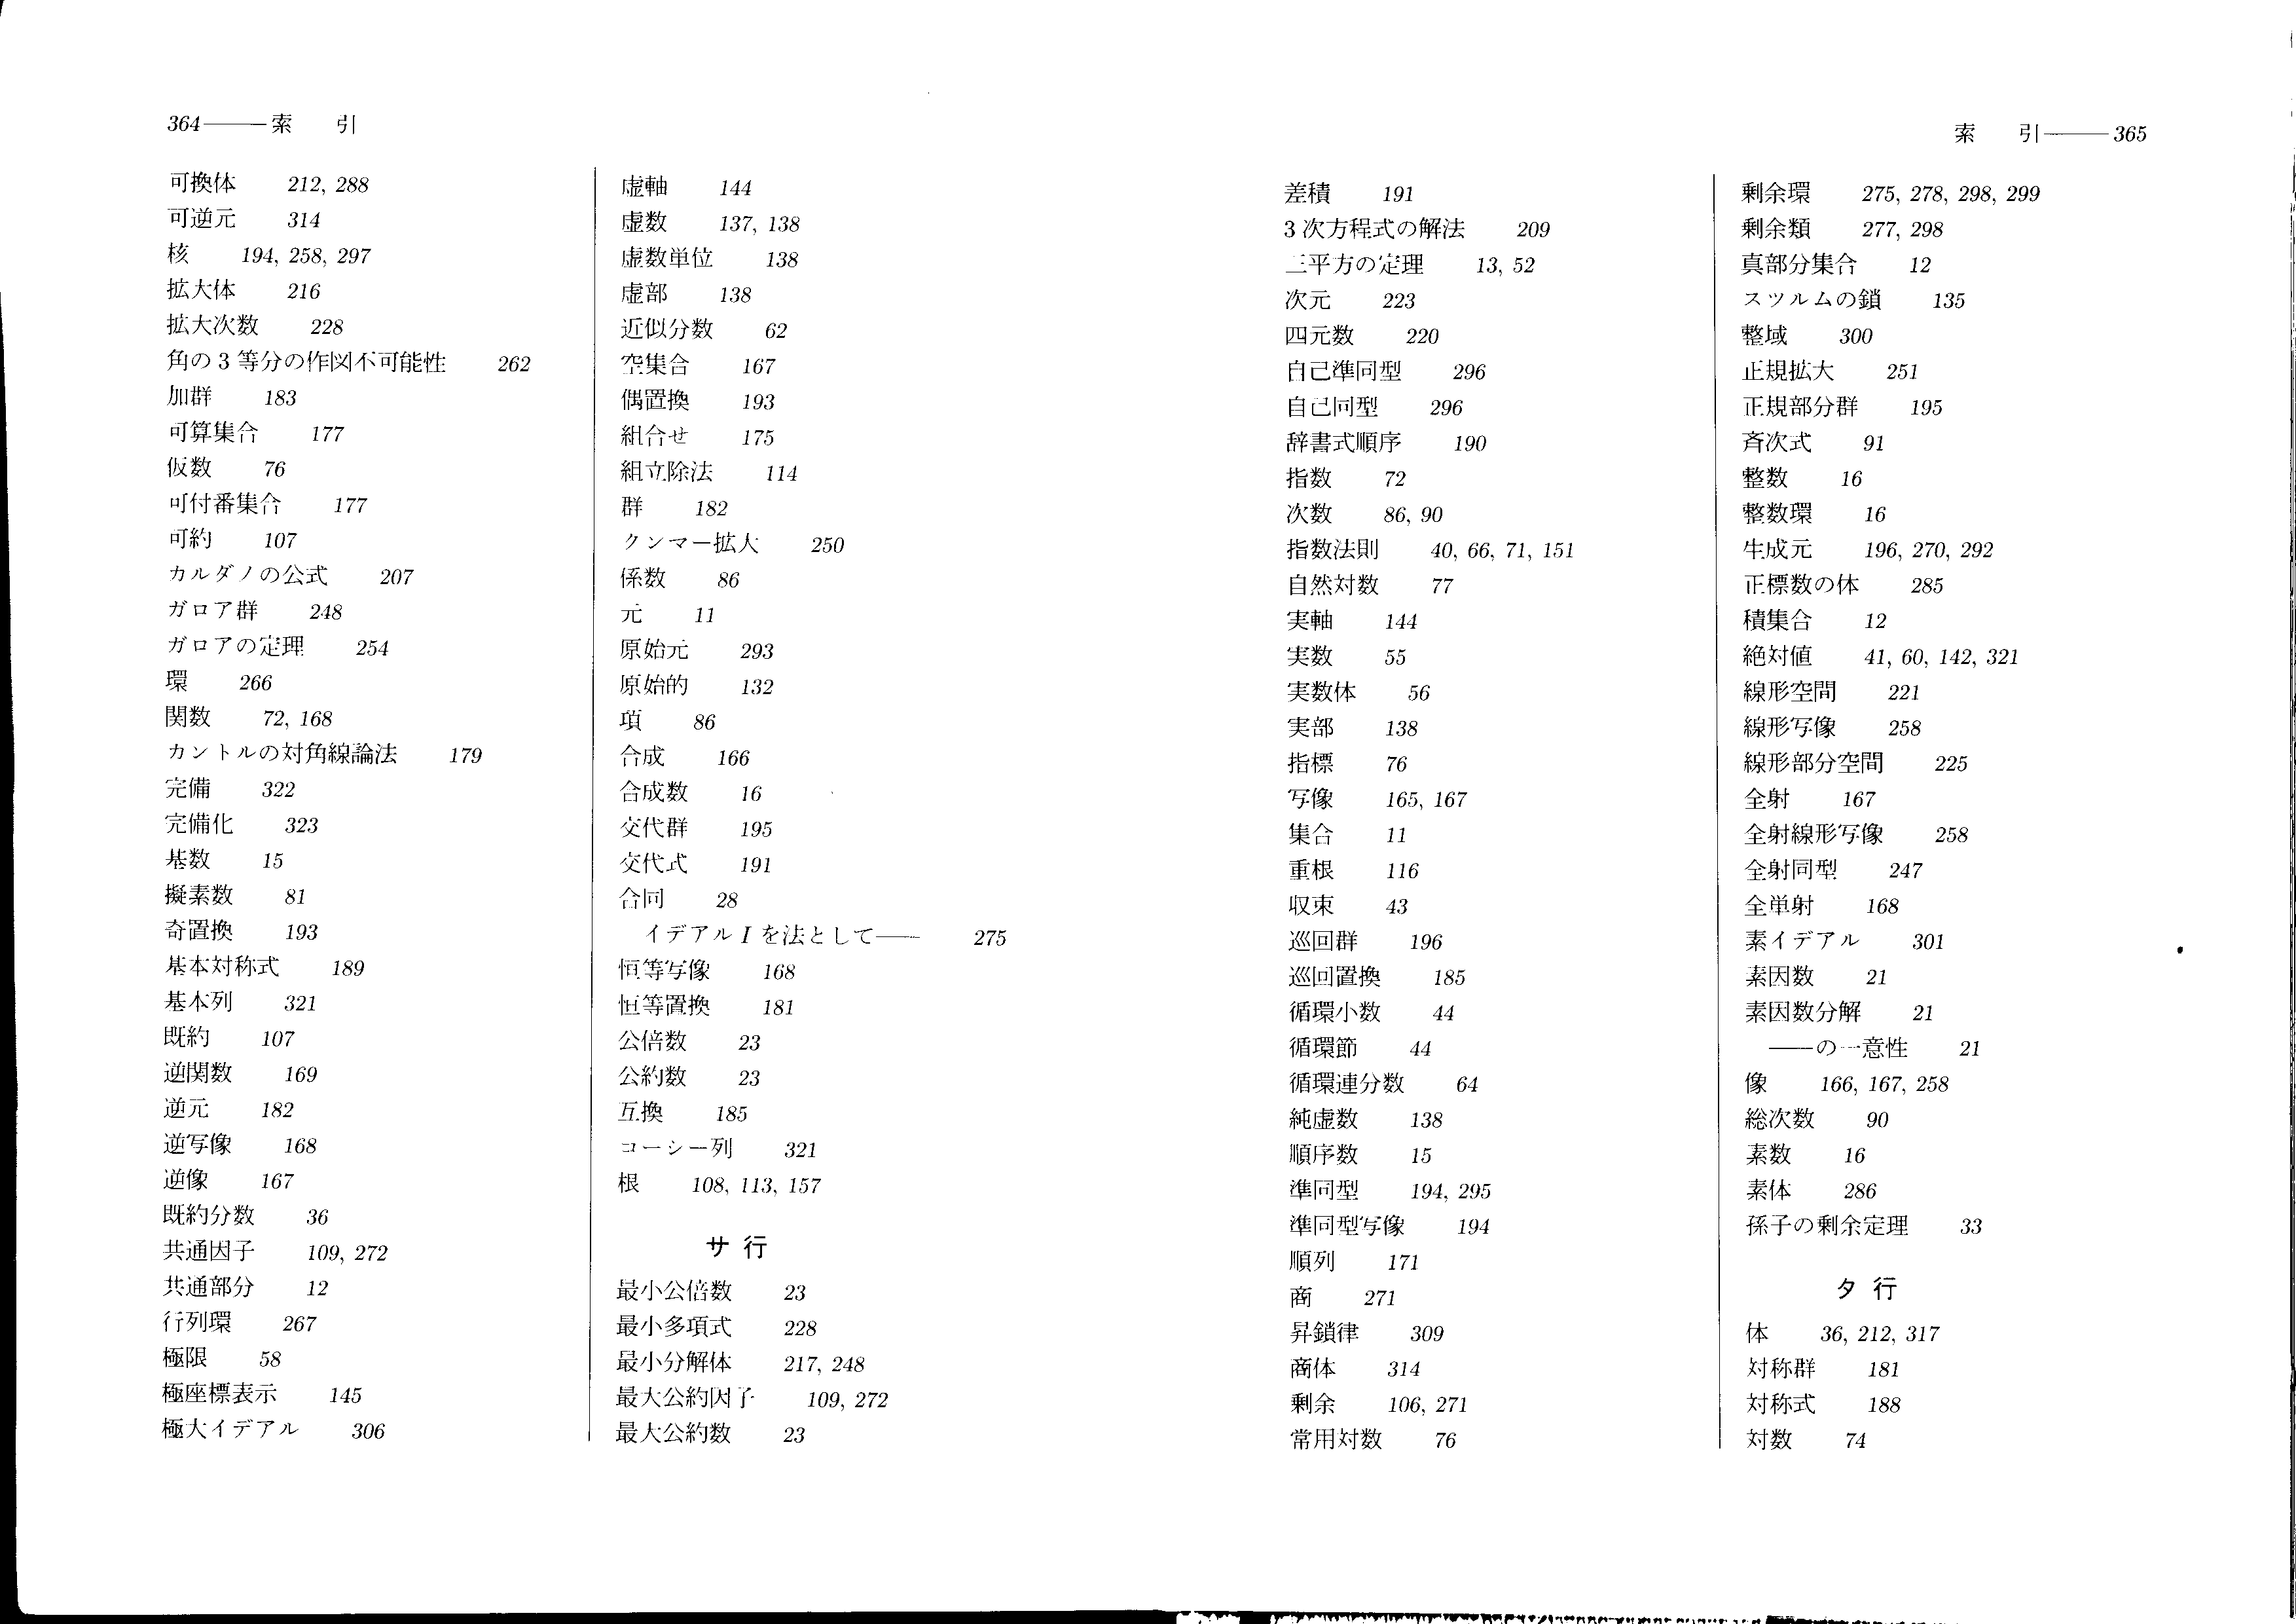 364——索　引
可換体　212, 288
可逆元　314
核　194, 258, 297
拡大体　216
拡大次数　228
角の3等分の作図不可能性　262
加群　183
可算集合　177
仮数　76
可付番集合　177
可約　107
カルダノの公式　207
ガロア群　248
ガロアの定理　254
環　266
関数　72, 168
カントルの対角線論法　179
完備　322
完備化　323
基数　15
擬素数　81
奇置換　193
基本対称式　189
基本列　321
既約　107
逆関数　169
逆元　182
逆写像　168
逆像　167
既約分数　36
共通因子　109, 272
共通部分　12
行列環　267
極限　58
極座標表示　145
極大イデアル　306
虚軸　144
虚数　137, 138
虚数単位　138
虚部　138
近似分数　62
空集合　167
偶置換　193
組合せ　175
組立除法　114
群　182
クンマー拡大　250
係数　86
元　11
原始元　293
原始的　132
項　86
合成　166
合成数　16
交代群　195
交代式　191
合同　28
イデアル I を法として——　275
恒等写像　168
恒等置換　181
公倍数　23
公約数　23
互換　185
コーシー列　321
根　108, 113, 157
サ 行
最小公倍数　23
最小多項式　228
最小分解体　217, 248
最大公約因子　109, 272
最大公約数　23
索　引——365
差積　191
3次方程式の解法　209
三平方の定理　13, 52
次元　223
四元数　220
自己準同型　296
自己同型　296
辞書式順序　190
指数　72
次数　86, 90
指数法則　40, 66, 71, 151
自然対数　77
実軸　144
実数　55
実数体　56
実部　138
指標　76
写像　165, 167
集合　11
重根　116
収束　43
巡回群　196
巡回置換　185
循環小数　44
循環節　44
循環連分数　64
純虚数　138
順序数　15
準同型　194, 295
準同型写像　194
順列　171
商　271
昇鎖律　309
商体　314
剰余　106, 271
常用対数　76
剰余環　275, 278, 298, 299
剰余類　277, 298
真部分集合　12
スツルムの鎖　135
整域　300
正規拡大　251
正規部分群　195
斉次式　91
整数　16
整数環　16
生成元　196, 270, 292
正標数の体　285
積集合　12
絶対値　41, 60, 142, 321
線形空間　221
線形写像　258
線形部分空間　225
全射　167
全射線形写像　258
全射同型　247
全単射　168
素イデアル　301
素因数　21
素因数分解　21
——の一意性　21
像　166, 167, 258
総次数　90
素数　16
素体　286
孫子の剰余定理　33
タ 行
体　36, 212, 317
対称群　181
対称式　188
対数　74